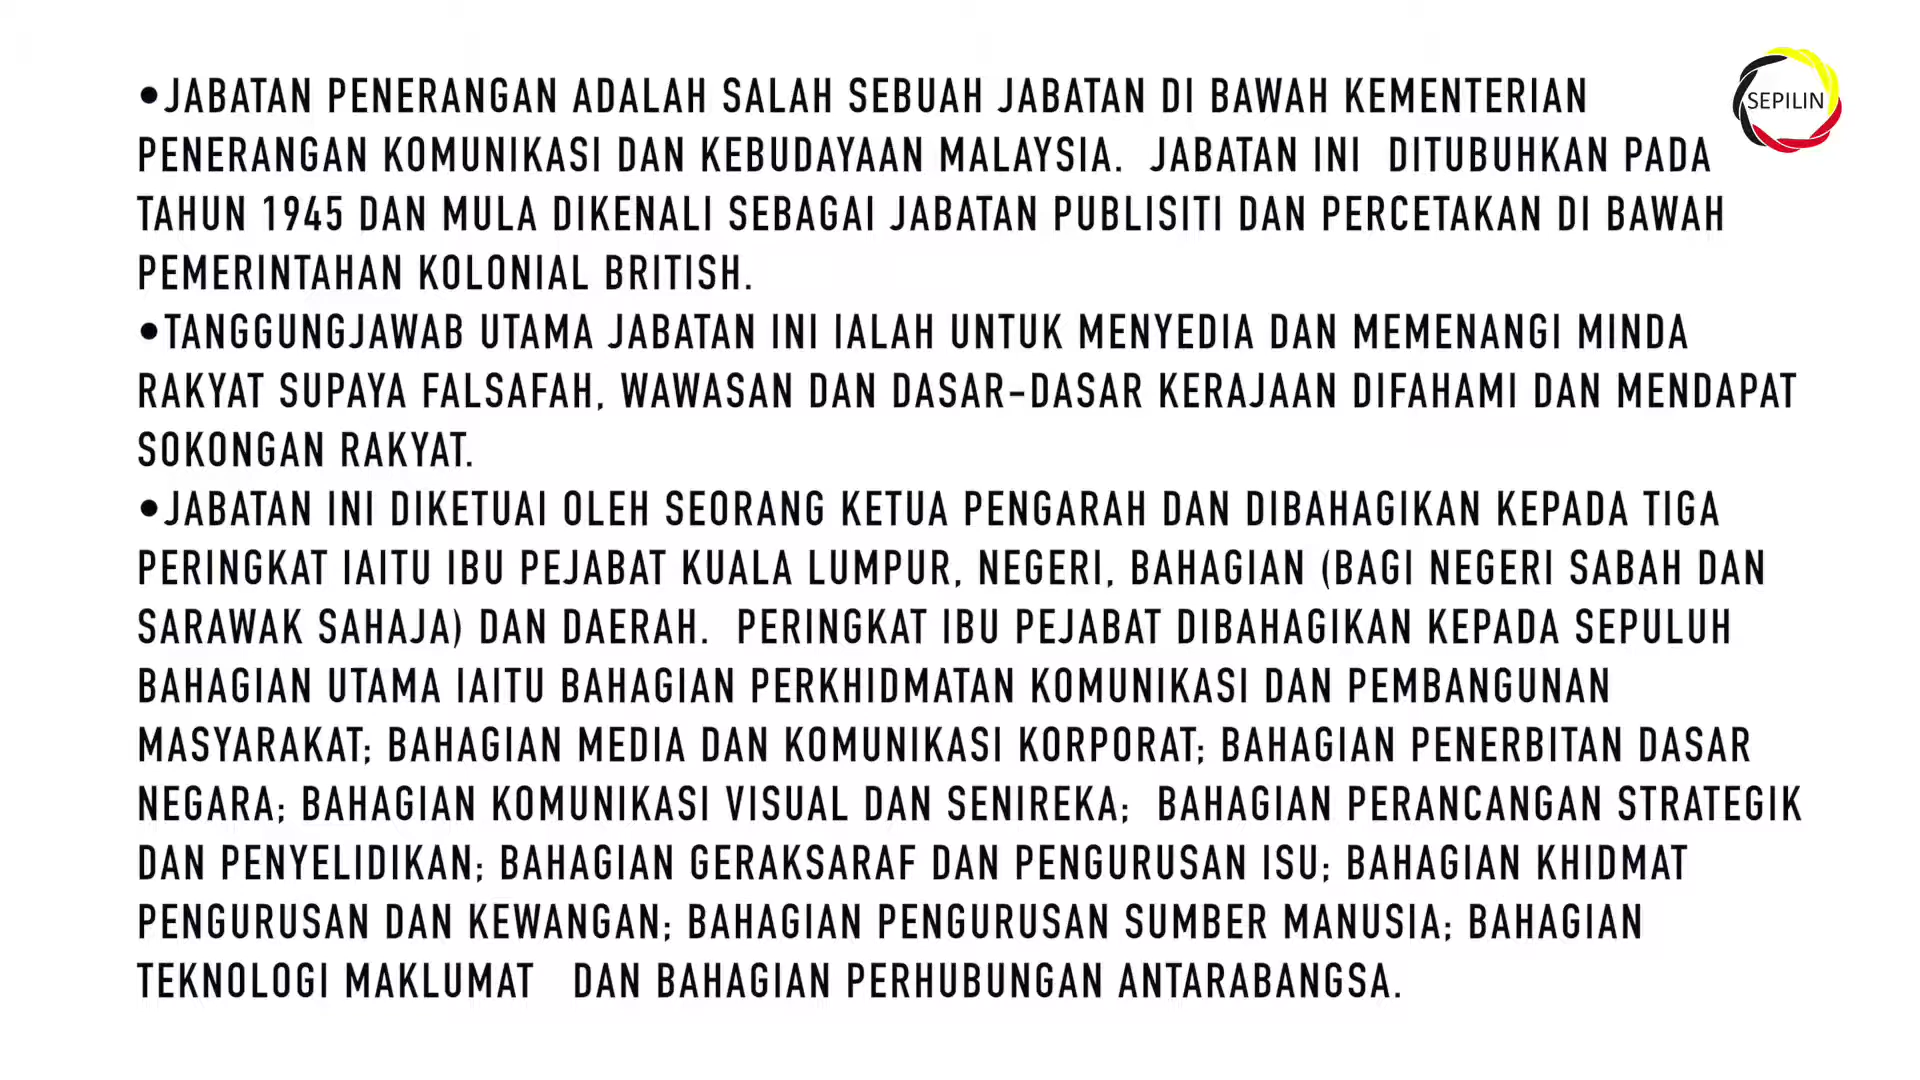 •JABATAN PENERANGAN ADALAH SALAH SEBUAH JABATAN DI BAWAH KEMENTERIAN
PENERANGAN KOMUNIKASI DAN KEBUDAYAAN MALAYSIA.  JABATAN INI  DITUBUHKAN PADA
TAHUN 1945 DAN MULA DIKENALI SEBAGAI JABATAN PUBLISITI DAN PERCETAKAN DI BAWAH
PEMERINTAHAN KOLONIAL BRITISH.
•TANGGUNGJAWAB UTAMA JABATAN INI IALAH UNTUK MENYEDIA DAN MEMENANGI MINDA
RAKYAT SUPAYA FALSAFAH, WAWASAN DAN DASAR-DASAR KERAJAAN DIFAHAMI DAN MENDAPAT
SOKONGAN RAKYAT.
•JABATAN INI DIKETUAI OLEH SEORANG KETUA PENGARAH DAN DIBAHAGIKAN KEPADA TIGA
PERINGKAT IAITU IBU PEJABAT KUALA LUMPUR, NEGERI, BAHAGIAN (BAGI NEGERI SABAH DAN
SARAWAK SAHAJA) DAN DAERAH.  PERINGKAT IBU PEJABAT DIBAHAGIKAN KEPADA SEPULUH
BAHAGIAN UTAMA IAITU BAHAGIAN PERKHIDMATAN KOMUNIKASI DAN PEMBANGUNAN
MASYARAKAT; BAHAGIAN MEDIA DAN KOMUNIKASI KORPORAT; BAHAGIAN PENERBITAN DASAR
NEGARA; BAHAGIAN KOMUNIKASI VISUAL DAN SENIREKA;  BAHAGIAN PERANCANGAN STRATEGIK
DAN PENYELIDIKAN; BAHAGIAN GERAKSARAF DAN PENGURUSAN ISU; BAHAGIAN KHIDMAT
PENGURUSAN DAN KEWANGAN; BAHAGIAN PENGURUSAN SUMBER MANUSIA; BAHAGIAN
TEKNOLOGI MAKLUMAT   DAN BAHAGIAN PERHUBUNGAN ANTARABANGSA.
SEPILIN